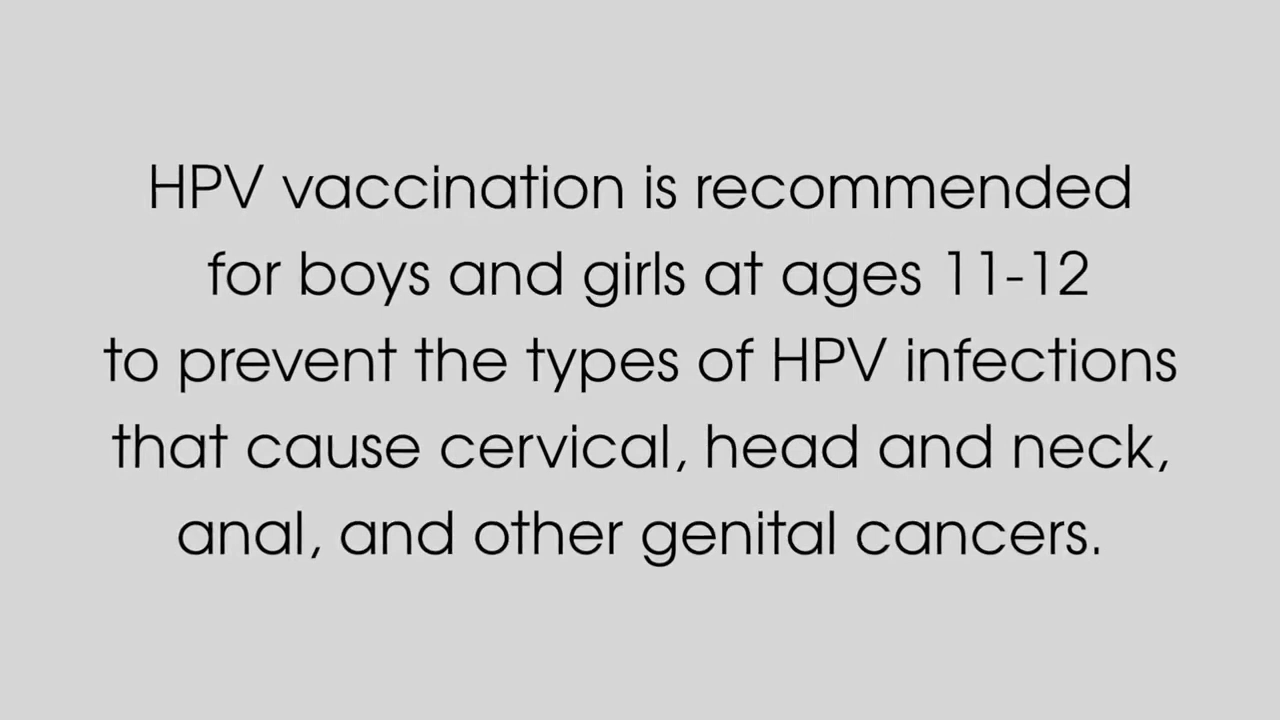 HPV vaccination is recommended
for boys and girls at ages 11-12
to prevent the types of HPV infections
that cause cervical, head and neck,
anal, and other genital cancers.